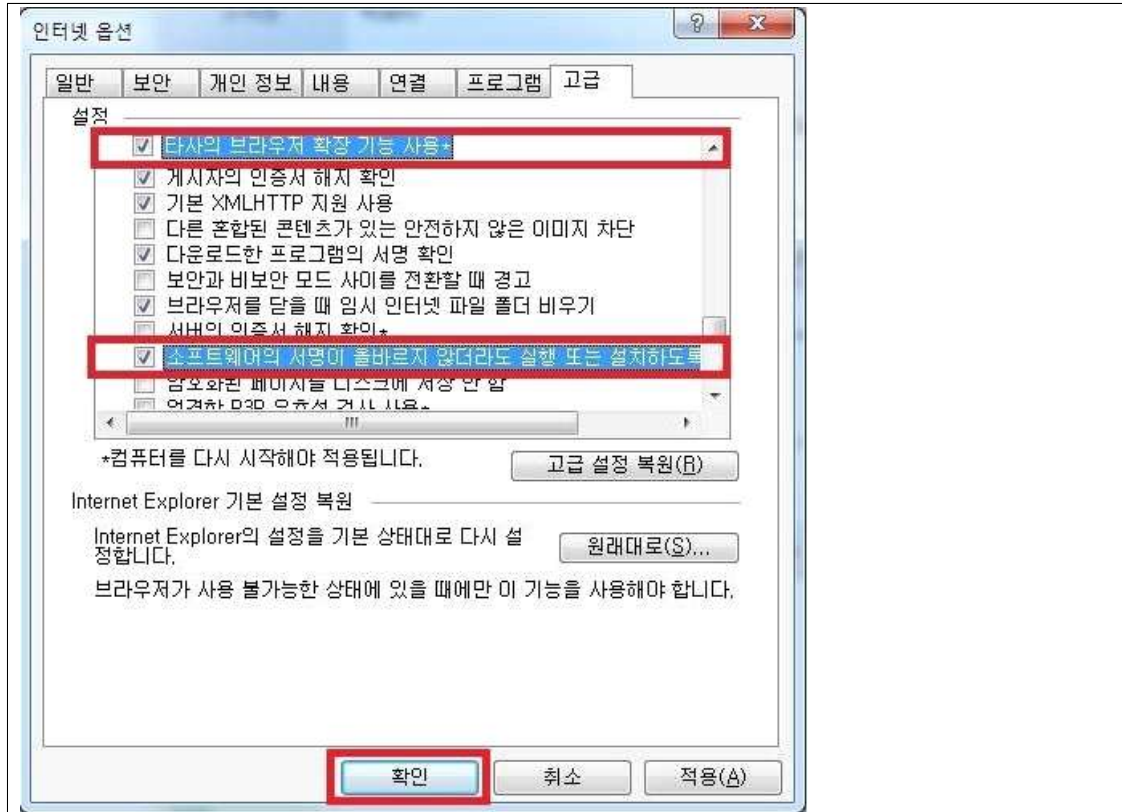 인터넷 옵션
일반 보안 개인 정보 내용 연결 프로그램 고급
설정
타사의 브라우저 확장 기능 사용*
게시자의 인증서 해지 확인
기본 XMLHTTP 지원 사용
다른 혼합된 콘텐츠가 있는 안전하지 않은 이미지 차단
다운로드한 프로그램의 서명 확인
보안과 비보안 모드 사이를 전환할 때 경고
브라우저를 닫을 때 임시 인터넷 파일 폴더 비우기
서버의 인증서 해지 확인*
소프트웨어의 서명이 올바르지 않더라도 실행 또는 설치하도록
암호화된 페이지를 디스크에 저장 안 함
*컴퓨터를 다시 시작해야 적용됩니다.
고급 설정 복원(R)
Internet Explorer 기본 설정 복원
Internet Explorer의 설정을 기본 상태대로 다시 설
정합니다.
원래대로(S)...
브라우저가 사용 불가능한 상태에 있을 때에만 이 기능을 사용해야 합니다.
확인 취소 적용(A)